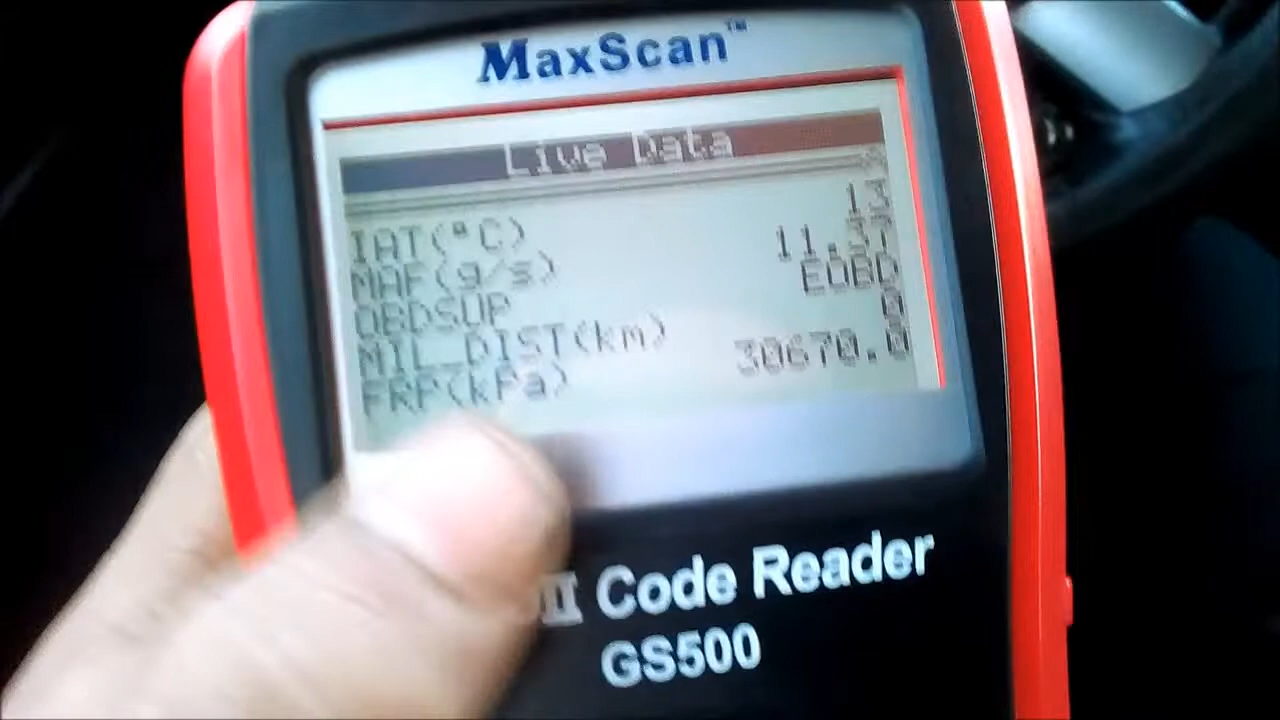 MaxScan™
Live Data
IAT(°C) 13
MAF(g/s) 11.37
OBDSUP EOBD
MIL_DIST(km) 0
FRP(kPa) 30670.0
II Code Reader
GS500